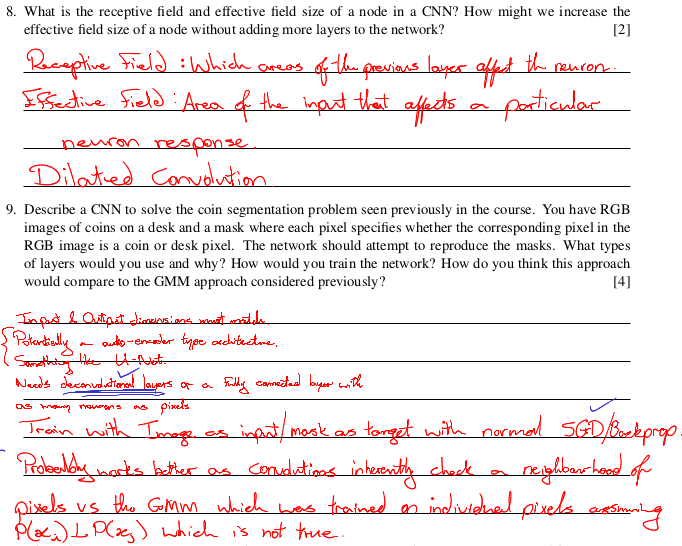 8. What is the receptive field and effective field size of a node in a CNN? How might we increase the
effective field size of a node without adding more layers to the network? [2]
Receptive Field : Which areas of the previous layer affect the neuron.
Effective Field : Area of the input that affects a particular
neuron response.
Dilated Convolution
9. Describe a CNN to solve the coin segmentation problem seen previously in the course. You have RGB
images of coins on a desk and a mask where each pixel specifies whether the corresponding pixel in the
RGB image is a coin or desk pixel. The network should attempt to reproduce the masks. What types
of layers would you use and why? How would you train the network? How do you think this approach
would compare to the GMM approach considered previously? [4]
Input & Output dimensions must match.
Potentially a auto-encoder type architecture.
Something like U-Net.
Needs deconvolutional layers or a fully connected layer with
as many neurons as pixels
Train with Image as input/mask as target with normal SGD/Backprop.
Probably works better as convolutions inherently check a neighbourhood of
pixels vs the GMM which was trained on individual pixels assuming
P(xᵢ) ⊥ P(xⱼ) which is not true.